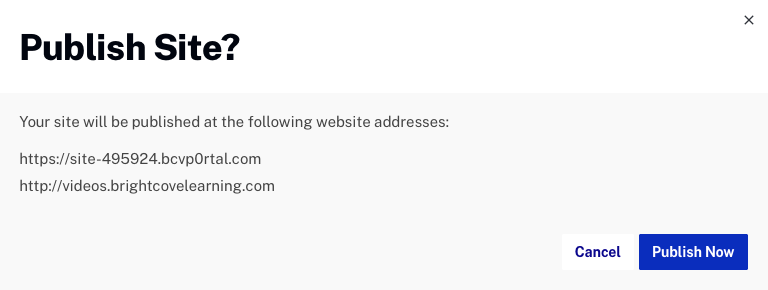 Publish Site?
Your site will be published at the following website addresses:
https://site-495924.bcvp0rtal.com
http://videos.brightcovelearning.com
Cancel
Publish Now